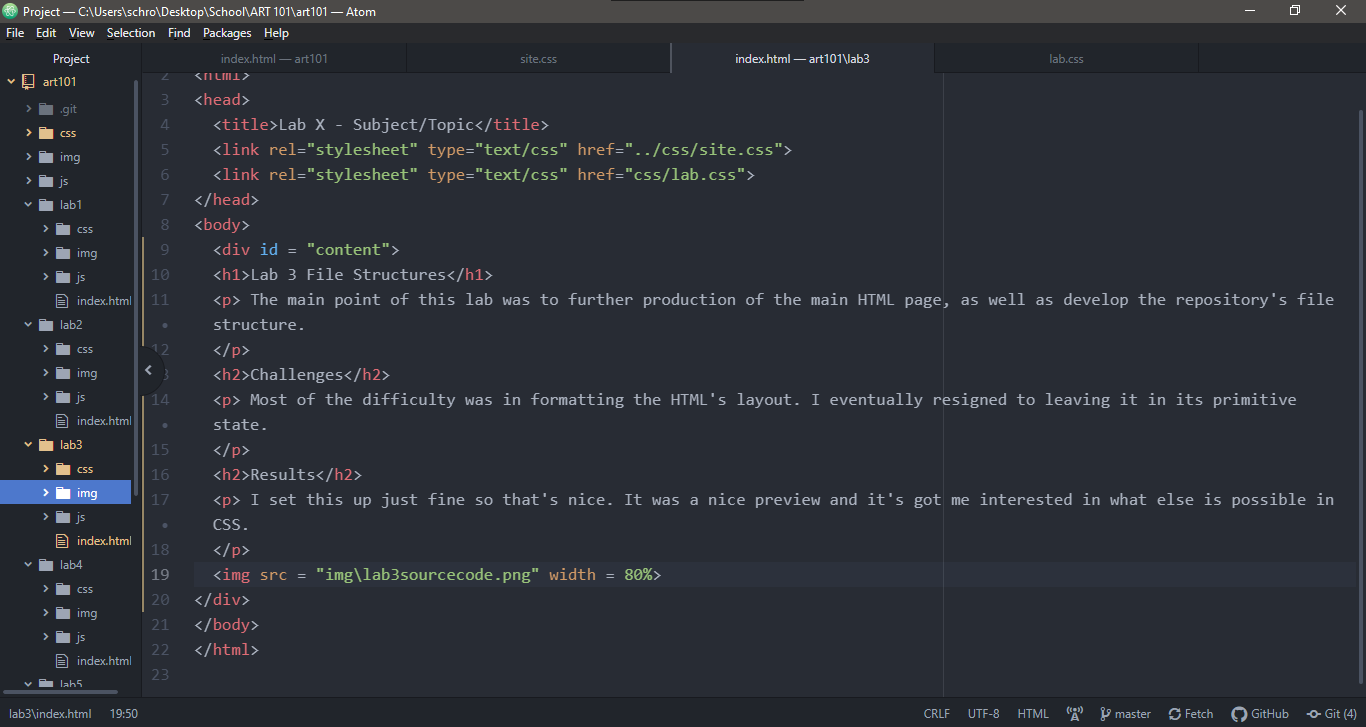 Project — C:\Users\schro\Desktop\School\ART 101\art101 — Atom
File Edit View Selection Find Packages Help
Project
index.html — art101
site.css
index.html — art101\lab3
lab.css
art101
.git
css
img
js
lab1
css
img
js
index.html
lab2
css
img
js
index.html
lab3
css
img
js
index.html
lab4
css
img
js
index.html
lab5
2 <html>
3 <head>
4 <title>Lab X - Subject/Topic</title>
5 <link rel="stylesheet" type="text/css" href="../css/site.css">
6 <link rel="stylesheet" type="text/css" href="css/lab.css">
7 </head>
8 <body>
9 <div id = "content">
10 <h1>Lab 3 File Structures</h1>
11 <p> The main point of this lab was to further production of the main HTML page, as well as develop the repository's file
• structure.
12 </p>
13 <h2>Challenges</h2>
14 <p> Most of the difficulty was in formatting the HTML's layout. I eventually resigned to leaving it in its primitive
• state.
15 </p>
16 <h2>Results</h2>
17 <p> I set this up just fine so that's nice. It was a nice preview and it's got me interested in what else is possible in
• CSS.
18 </p>
19 <img src = "img\lab3sourcecode.png" width = 80%>
20 </div>
21 </body>
22 </html>
23
lab3\index.html 19:50 CRLF UTF-8 HTML master Fetch GitHub Git (4)